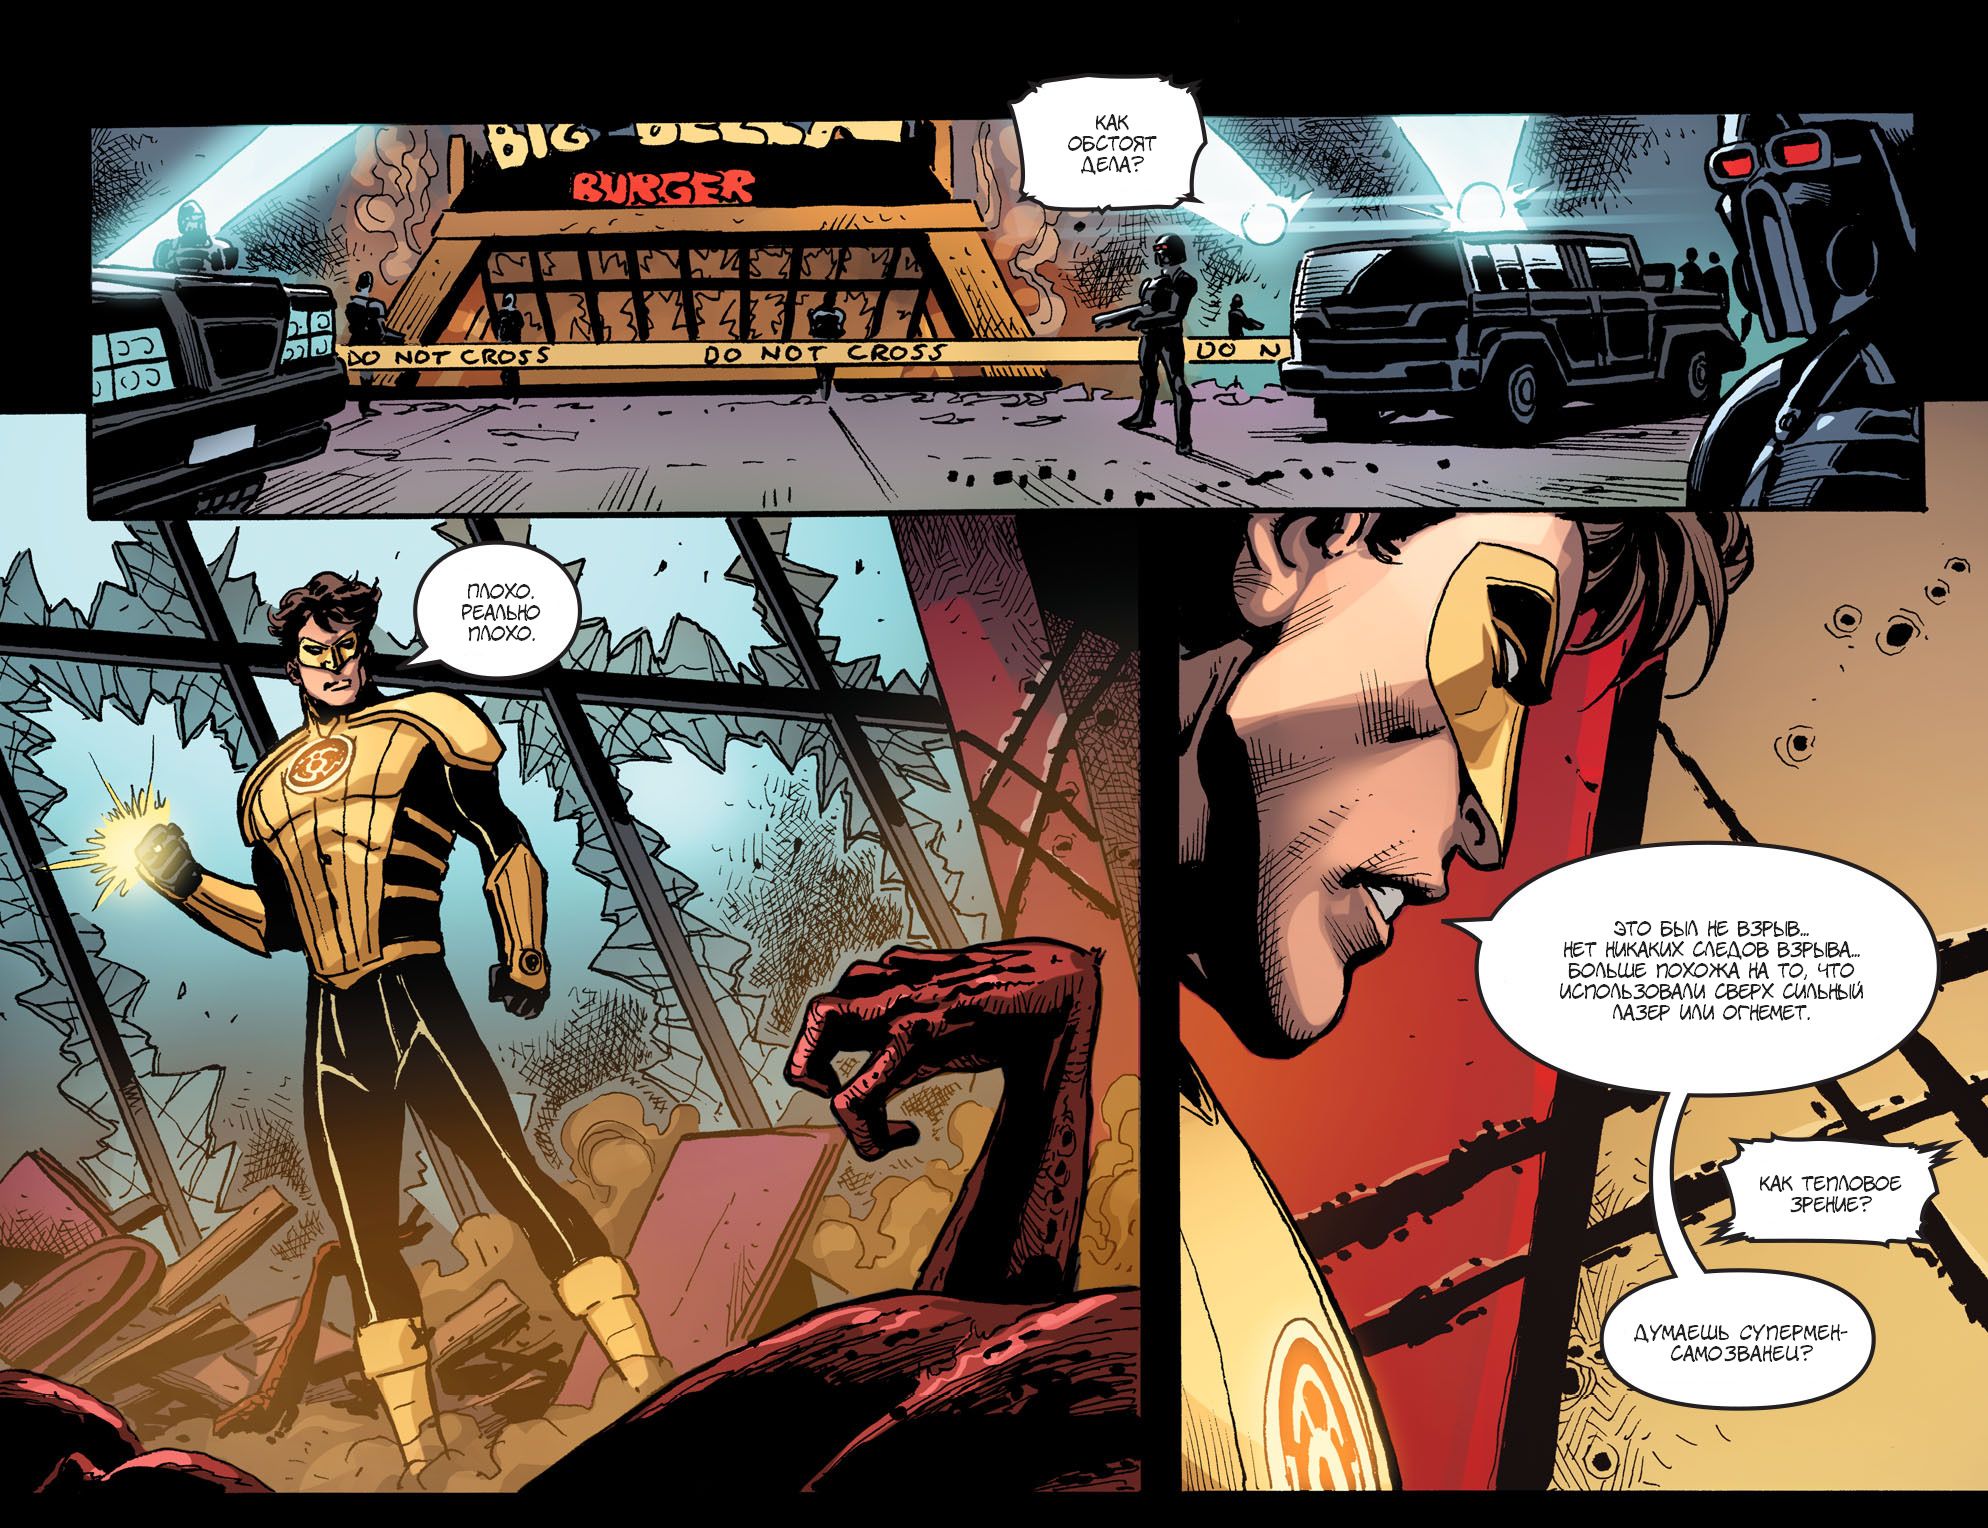 BIG BELLY
BURGER
КАК
ОБСТОЯТ
ДЕЛА?
DO NOT CROSS
DO NOT CROSS
DO N
ПЛОХО.
РЕАЛЬНО
ПЛОХО.
ЭТО БЫЛ НЕ ВЗРЫВ...
НЕТ НИКАКИХ СЛЕДОВ ВЗРЫВА...
БОЛЬШЕ ПОХОЖА НА ТО, ЧТО
ИСПОЛЬЗОВАЛИ СВЕРХ СИЛЬНЫЙ
ЛАЗЕР ИЛИ ОГНЕМЕТ.
КАК ТЕПЛОВОЕ
ЗРЕНИЕ?
ДУМАЕШЬ СУПЕРМЕН-
САМОЗВАНЕЦ?